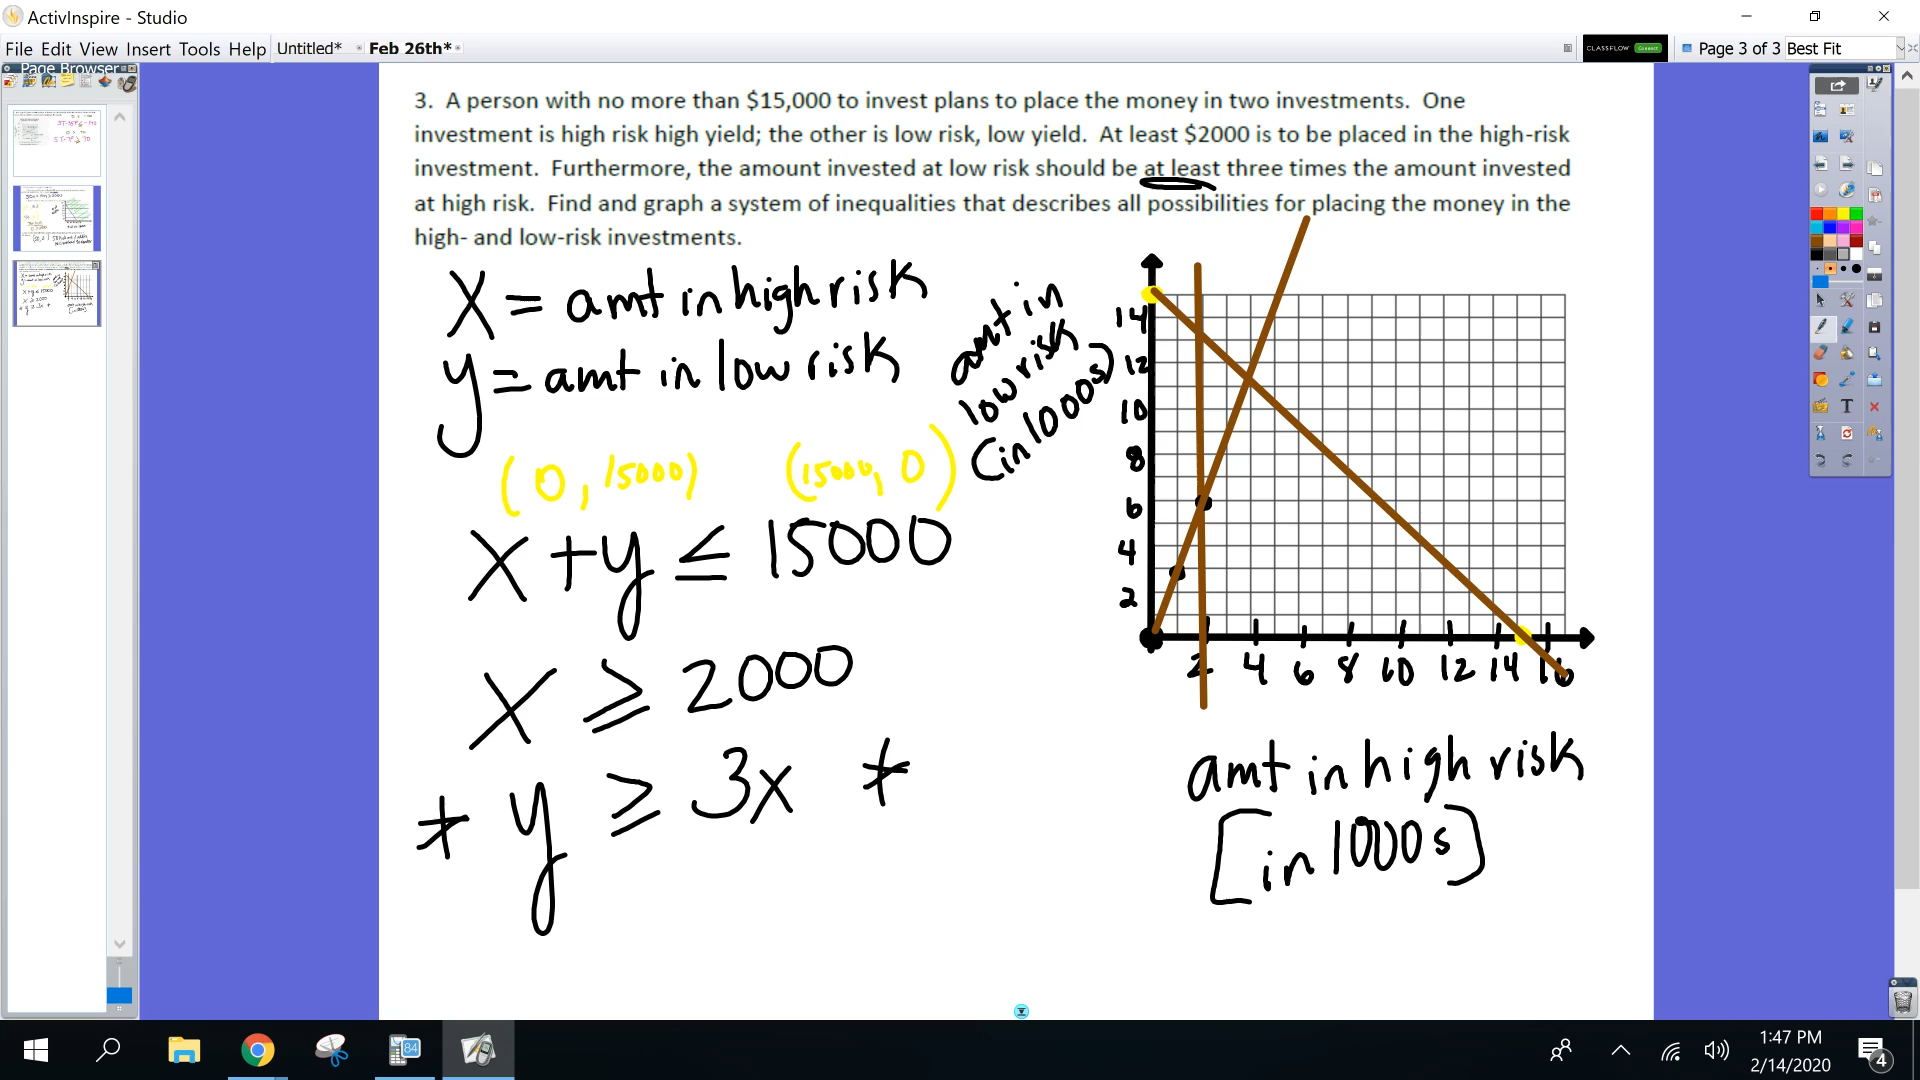 ActivInspire - Studio
File Edit View Insert Tools Help Untitled* Feb 26th* CLASSFLOW Connect Page 3 of 3 Best Fit
Page Browser
3. A person with no more than $15,000 to invest plans to place the money in two investments. One
investment is high risk high yield; the other is low risk, low yield. At least $2000 is to be placed in the high-risk
investment. Furthermore, the amount invested at low risk should be at least three times the amount invested
at high risk. Find and graph a system of inequalities that describes all possibilities for placing the money in the
high- and low-risk investments.
X = amt in high risk
y = amt in low risk
(0, 15000) (15000, 0)
x + y ≤ 15000
x ≥ 2000
* y ≥ 3x *
amt in
low risk
(in 1000s)
14
12
10
8
6
4
2
2 4 6 8 10 12 14 16
amt in high risk
[in 1000s]
84
1:47 PM
2/14/2020
4